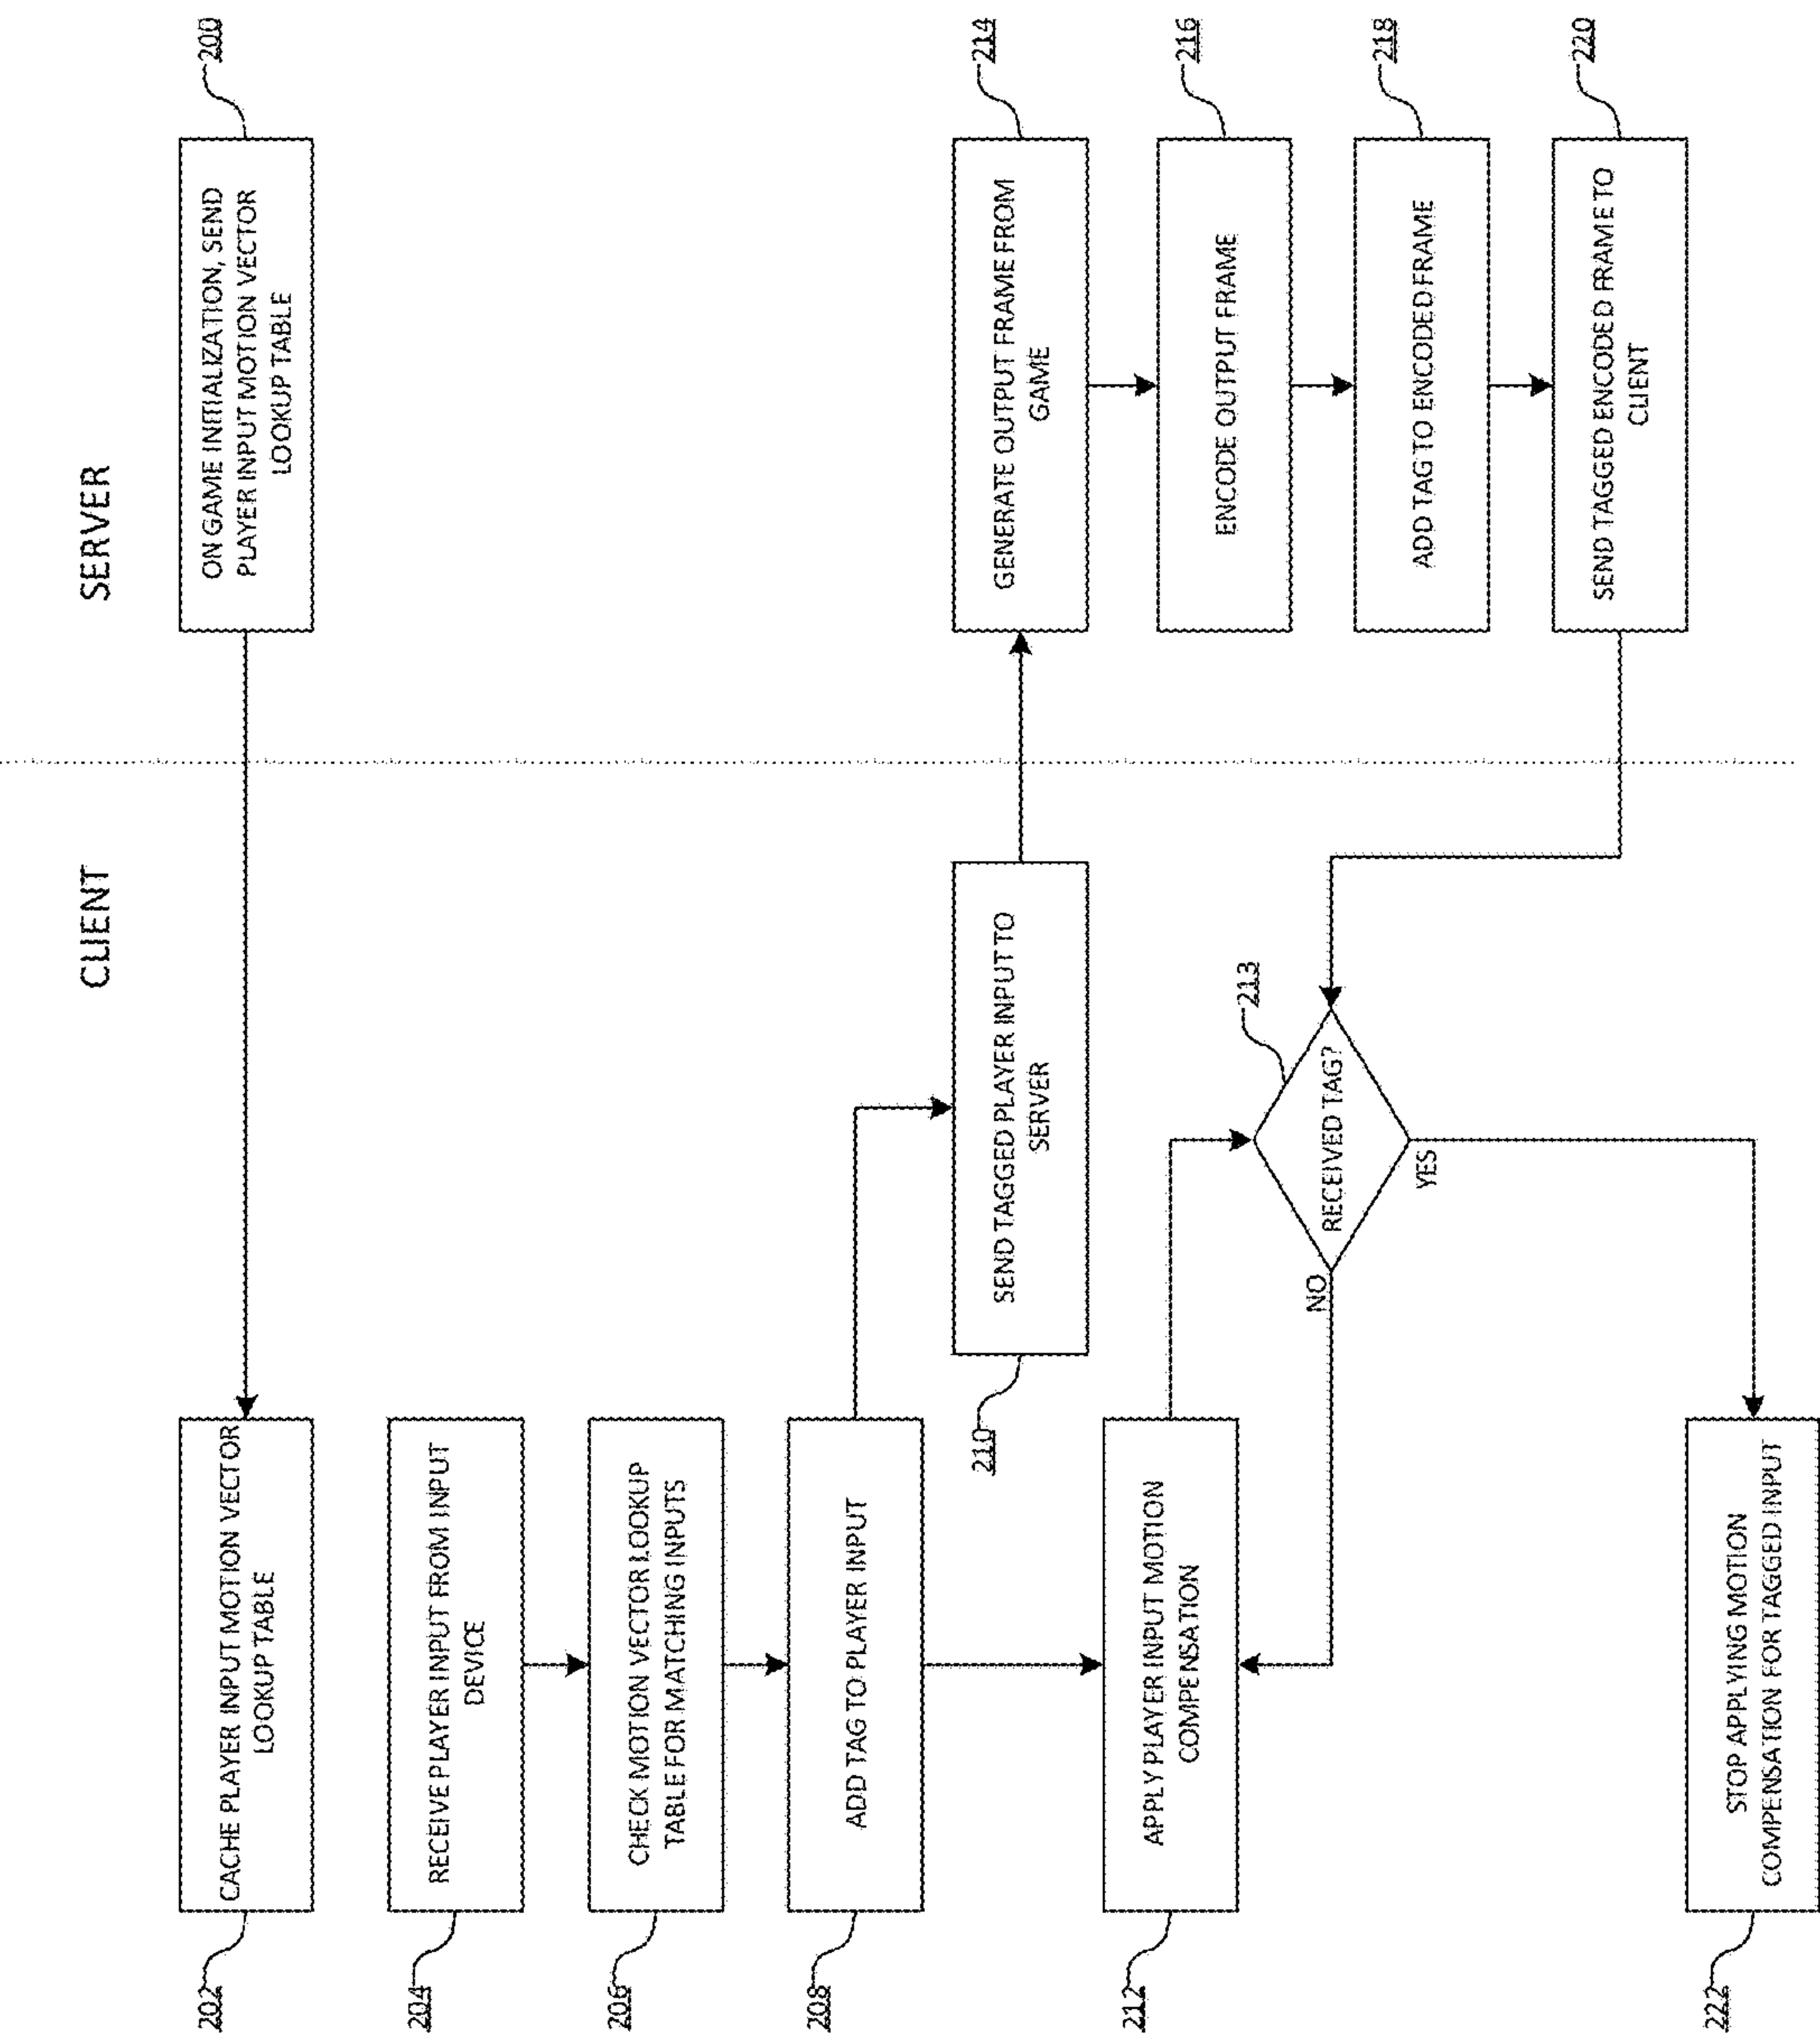 CLIENT
SERVER
200
ON GAME INITIALIZATION, SEND
PLAYER INPUT MOTION VECTOR
LOOKUP TABLE
202
CACHE PLAYER INPUT MOTION VECTOR
LOOKUP TABLE
204
RECEIVE PLAYER INPUT FROM INPUT
DEVICE
206
CHECK MOTION VECTOR LOOKUP
TABLE FOR MATCHING INPUTS
208
ADD TAG TO PLAYER INPUT
210
SEND TAGGED PLAYER INPUT TO
SERVER
212
APPLY PLAYER INPUT MOTION
COMPENSATION
213
RECEIVED TAG?
NO
YES
214
GENERATE OUTPUT FRAME FROM
GAME
216
ENCODE OUTPUT FRAME
218
ADD TAG TO ENCODED FRAME
220
SEND TAGGED ENCODED FRAME TO
CLIENT
222
STOP APPLYING MOTION
COMPENSATION FOR TAGGED INPUT